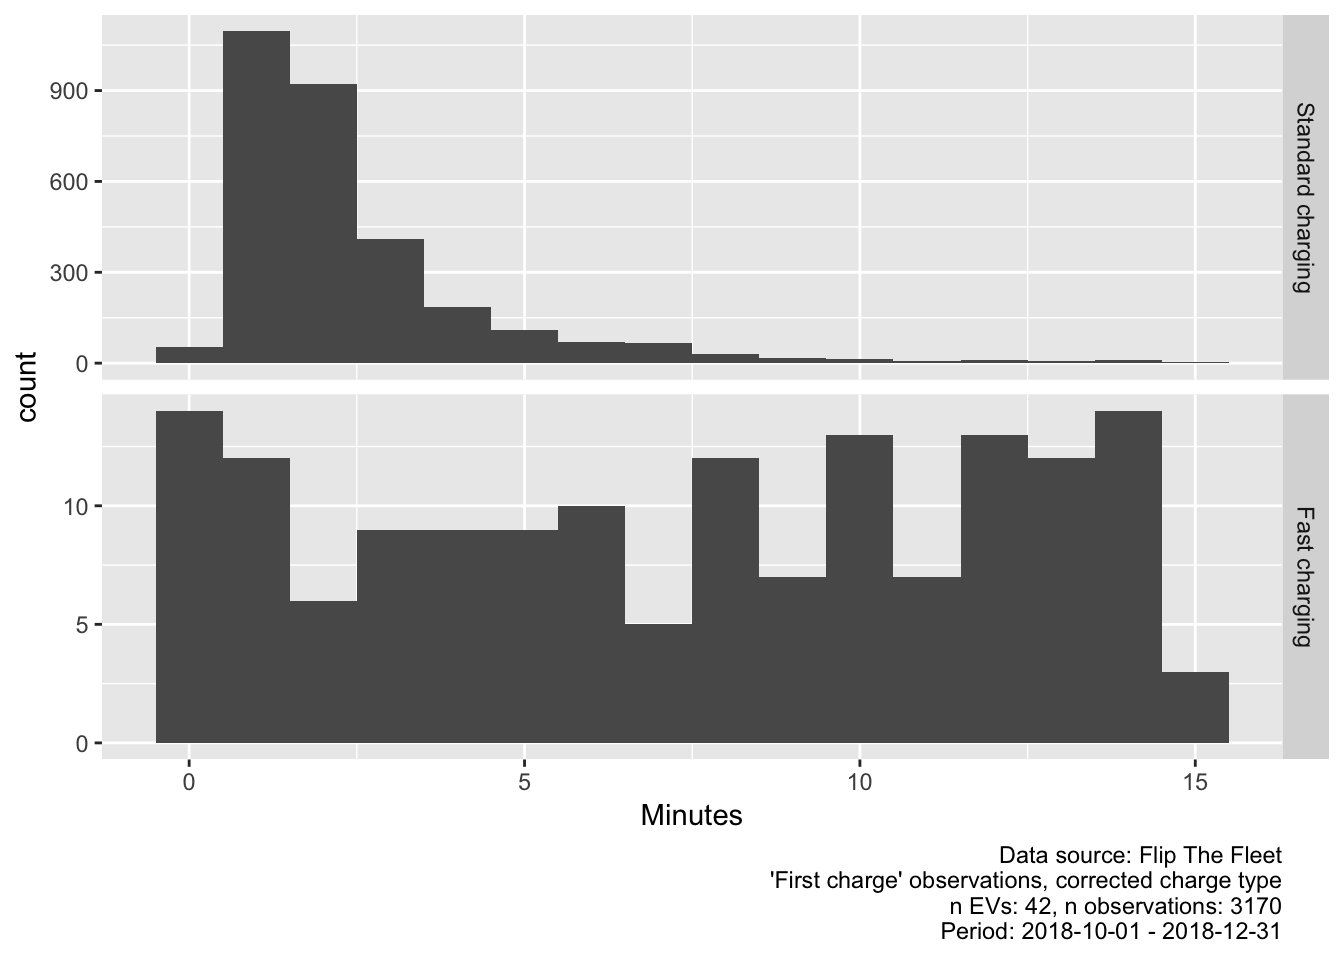 900
600
300
0
Standard charging
count
10
5
0
Fast charging
0 5 10 15
Minutes
Data source: Flip The Fleet
'First charge' observations, corrected charge type
n EVs: 42, n observations: 3170
Period: 2018-10-01 - 2018-12-31